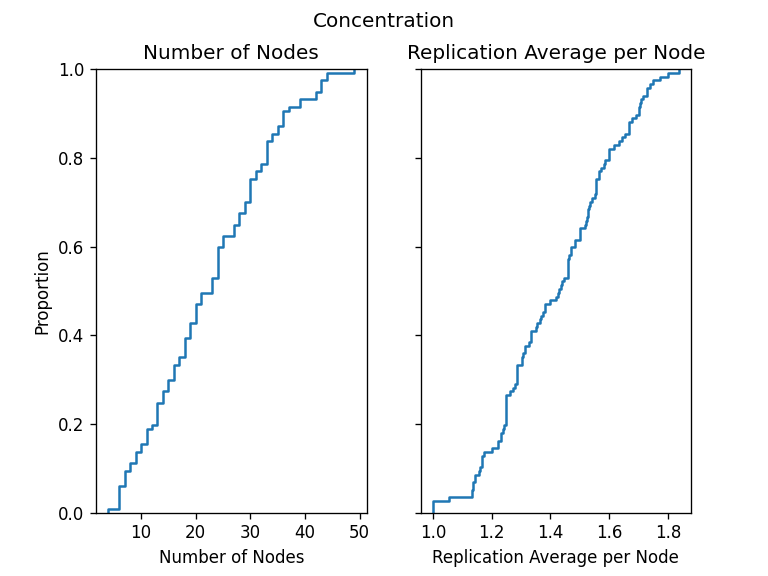 Concentration
Number of Nodes
Replication Average per Node
1.0
0.8
0.6
0.4
0.2
0.0
Proportion
10 20 30 40 50
1.0 1.2 1.4 1.6 1.8
Number of Nodes
Replication Average per Node